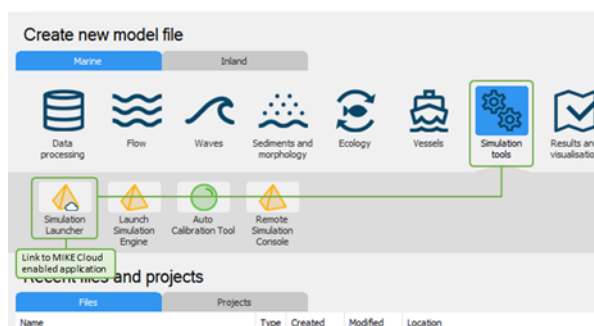 Create new model file
Marine
Inland
Data
processing
Flow
Waves
Sediments and
morphology
Ecology
Vessels
Simulation
tools
Results an
visualisatio
Simulation
Launcher
Launch
Simulation
Engine
Auto
Calibration Tool
Remote
Simulation
Console
Link to MIKE Cloud
enabled application
Recent files and projects
Files
Projects
Name
Type
Created
Modified
Location